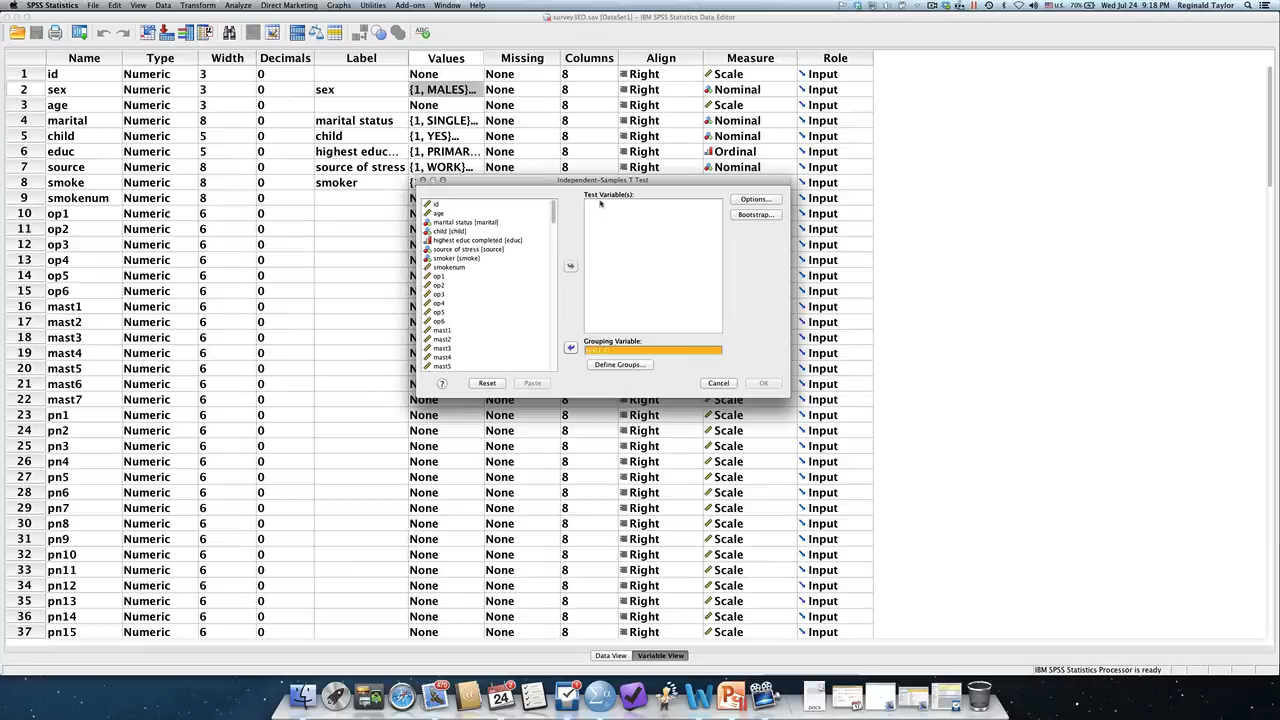 SPSS Statistics File Edit View Data Transform Analyze Direct Marketing Graphs Utilities Add-ons Window Help U.S. 70% Wed Jul 24 9:18 PM Reginald Taylor
survey3ED.sav [DataSet1] – IBM SPSS Statistics Data Editor
Name Type Width Decimals Label Values Missing Columns Align Measure Role
1 id Numeric 3 0 None None 8 Right Scale Input
2 sex Numeric 3 0 sex {1, MALES}... None 8 Right Nominal Input
3 age Numeric 3 0 None None 8 Right Scale Input
4 marital Numeric 8 0 marital status {1, SINGLE}... None 8 Right Nominal Input
5 child Numeric 5 0 child {1, YES}... None 8 Right Nominal Input
6 educ Numeric 5 0 highest educ... {1, PRIMAR... None 8 Right Ordinal Input
7 source Numeric 8 0 source of stress {1, WORK}... None 8 Right Nominal Input
8 smoke Numeric 8 0 smoker Input
9 smokenum Numeric 8 0 Input
10 op1 Numeric 6 0 Input
11 op2 Numeric 6 0 Input
12 op3 Numeric 6 0 Input
13 op4 Numeric 6 0 Input
14 op5 Numeric 6 0 Input
15 op6 Numeric 6 0 Input
16 mast1 Numeric 6 0 Input
17 mast2 Numeric 6 0 Input
18 mast3 Numeric 6 0 Input
19 mast4 Numeric 6 0 Input
20 mast5 Numeric 6 0 Input
21 mast6 Numeric 6 0 Input
22 mast7 Numeric 6 0 None None 8 Right Scale Input
23 pn1 Numeric 6 0 None None 8 Right Scale Input
24 pn2 Numeric 6 0 None None 8 Right Scale Input
25 pn3 Numeric 6 0 None None 8 Right Scale Input
26 pn4 Numeric 6 0 None None 8 Right Scale Input
27 pn5 Numeric 6 0 None None 8 Right Scale Input
28 pn6 Numeric 6 0 None None 8 Right Scale Input
29 pn7 Numeric 6 0 None None 8 Right Scale Input
30 pn8 Numeric 6 0 None None 8 Right Scale Input
31 pn9 Numeric 6 0 None None 8 Right Scale Input
32 pn10 Numeric 6 0 None None 8 Right Scale Input
33 pn11 Numeric 6 0 None None 8 Right Scale Input
34 pn12 Numeric 6 0 None None 8 Right Scale Input
35 pn13 Numeric 6 0 None None 8 Right Scale Input
36 pn14 Numeric 6 0 None None 8 Right Scale Input
37 pn15 Numeric 6 0 None None 8 Right Scale Input
Independent-Samples T Test
id
age
marital status [marital]
child [child]
highest educ completed [educ]
source of stress [source]
smoker [smoke]
smokenum
op1
op2
op3
op4
op5
op6
mast1
mast2
mast3
mast4
mast5
Test Variable(s):
Grouping Variable:
Define Groups...
Options...
Bootstrap...
? Reset Paste Cancel OK
Data View Variable View
IBM SPSS Statistics Processor is ready
470
24
DOCX